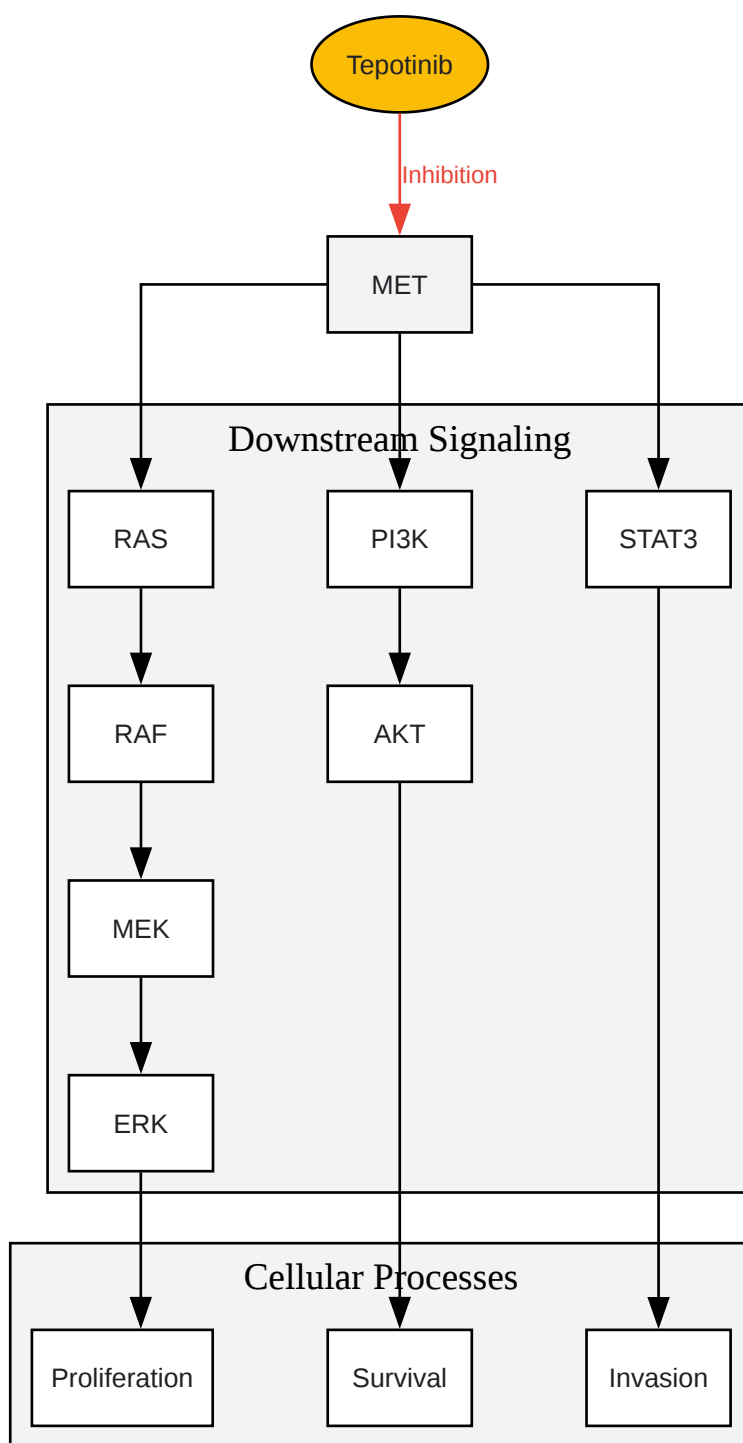 Tepotinib
Inhibition
MET
Downstream Signaling
RAS
PI3K
STAT3
RAF
AKT
MEK
ERK
Cellular Processes
Proliferation
Survival
Invasion